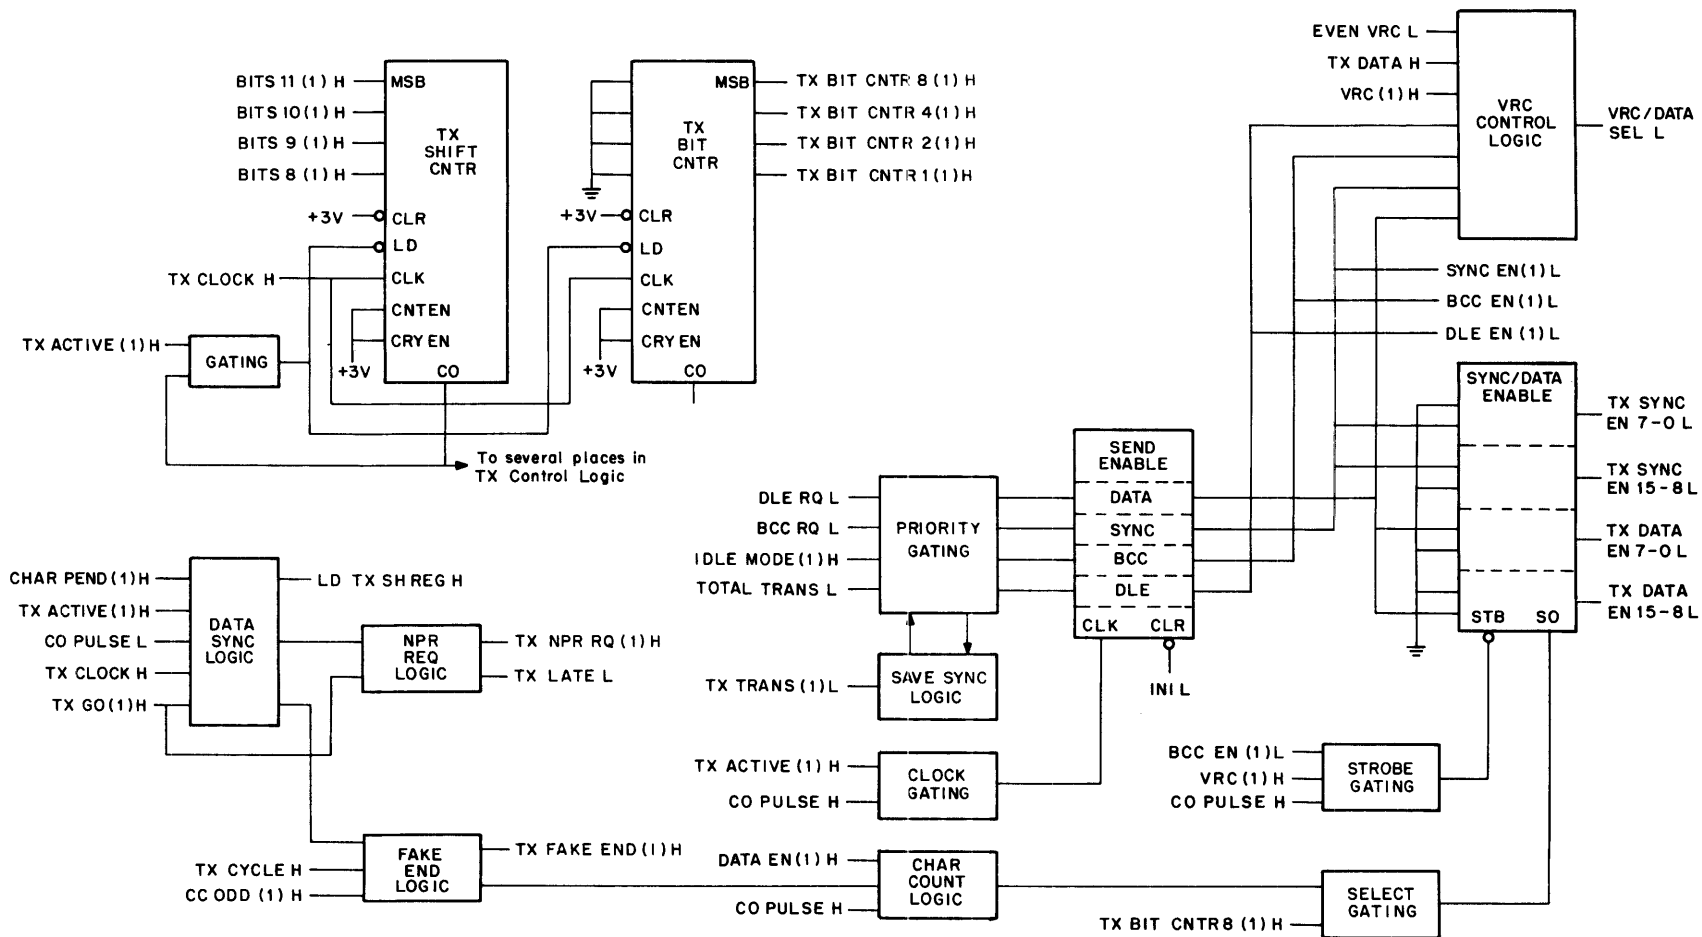 BITS 11 (1) H
BITS 10 (1) H
BITS 9 (1) H
BITS 8 (1) H
+3V
TX CLOCK H
TX ACTIVE (1) H
GATING
MSB
TX
SHIFT
CNTR
CLR
LD
CLK
CNTEN
CRY EN
CO
+3V
To several places in
TX Control Logic
+3V
MSB
TX
BIT
CNTR
CLR
LD
CLK
CNTEN
CRY EN
CO
+3V
TX BIT CNTR 8 (1) H
TX BIT CNTR 4 (1) H
TX BIT CNTR 2 (1) H
TX BIT CNTR 1 (1) H
EVEN VRC L
TX DATA H
VRC (1) H
VRC
CONTROL
LOGIC
VRC/DATA
SEL L
SYNC EN (1) L
BCC EN (1) L
DLE EN (1) L
SYNC/DATA
ENABLE
STB
SO
TX SYNC
EN 7-0 L
TX SYNC
EN 15-8 L
TX DATA
EN 7-0 L
TX DATA
EN 15-8 L
DLE RQ L
BCC RQ L
IDLE MODE (1) H
TOTAL TRANS L
PRIORITY
GATING
SEND
ENABLE
DATA
SYNC
BCC
DLE
CLK
CLR
INI L
TX TRANS (1) L
SAVE SYNC
LOGIC
TX ACTIVE (1) H
CO PULSE H
CLOCK
GATING
BCC EN (1) L
VRC (1) H
CO PULSE H
STROBE
GATING
CHAR PEND (1) H
TX ACTIVE (1) H
CO PULSE L
TX CLOCK H
TX GO (1) H
DATA
SYNC
LOGIC
LD TX SH REG H
NPR
REQ
LOGIC
TX NPR RQ (1) H
TX LATE L
TX CYCLE H
CC ODD (1) H
FAKE
END
LOGIC
TX FAKE END (1) H
DATA EN (1) H
CO PULSE H
CHAR
COUNT
LOGIC
TX BIT CNTR 8 (1) H
SELECT
GATING